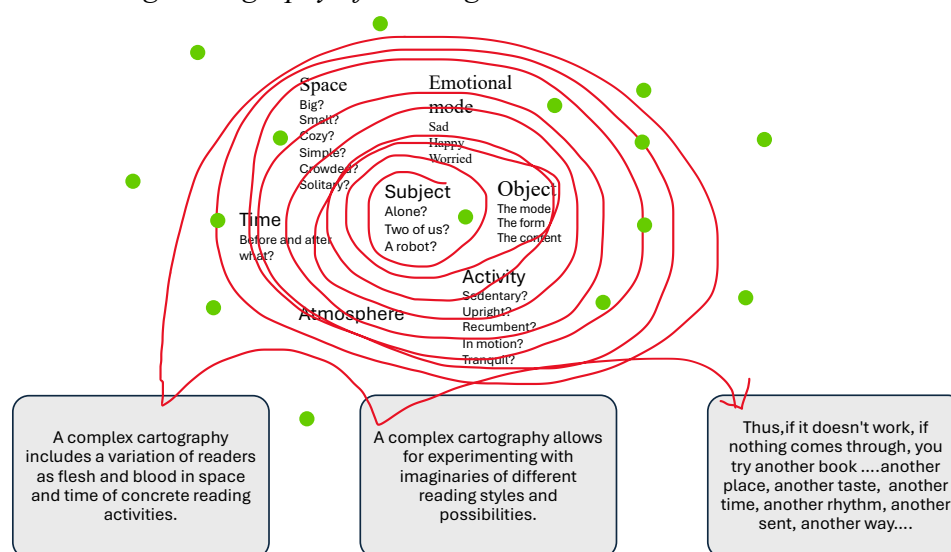 Space
Big?
Small?
Cozy?
Simple?
Crowded?
Solitary?
Emotional
mode
Sad
Happy
Worried
Subject
Alone?
Two of us?
A robot?
Object
The mode
The form
The content
Time
Before and after
what?
Activity
Sedentary?
Upright?
Recumbent?
In motion?
Tranquil?
Atmosphere
A complex cartography
includes a variation of readers
as flesh and blood in space
and time of concrete reading
activities.
A complex cartography allows
for experimenting with
imaginaries of different
reading styles and
possibilities.
Thus,if it doesn't work, if
nothing comes through, you
try another book ....another
place, another taste, another
time, another rhythm, another
sent, another way....